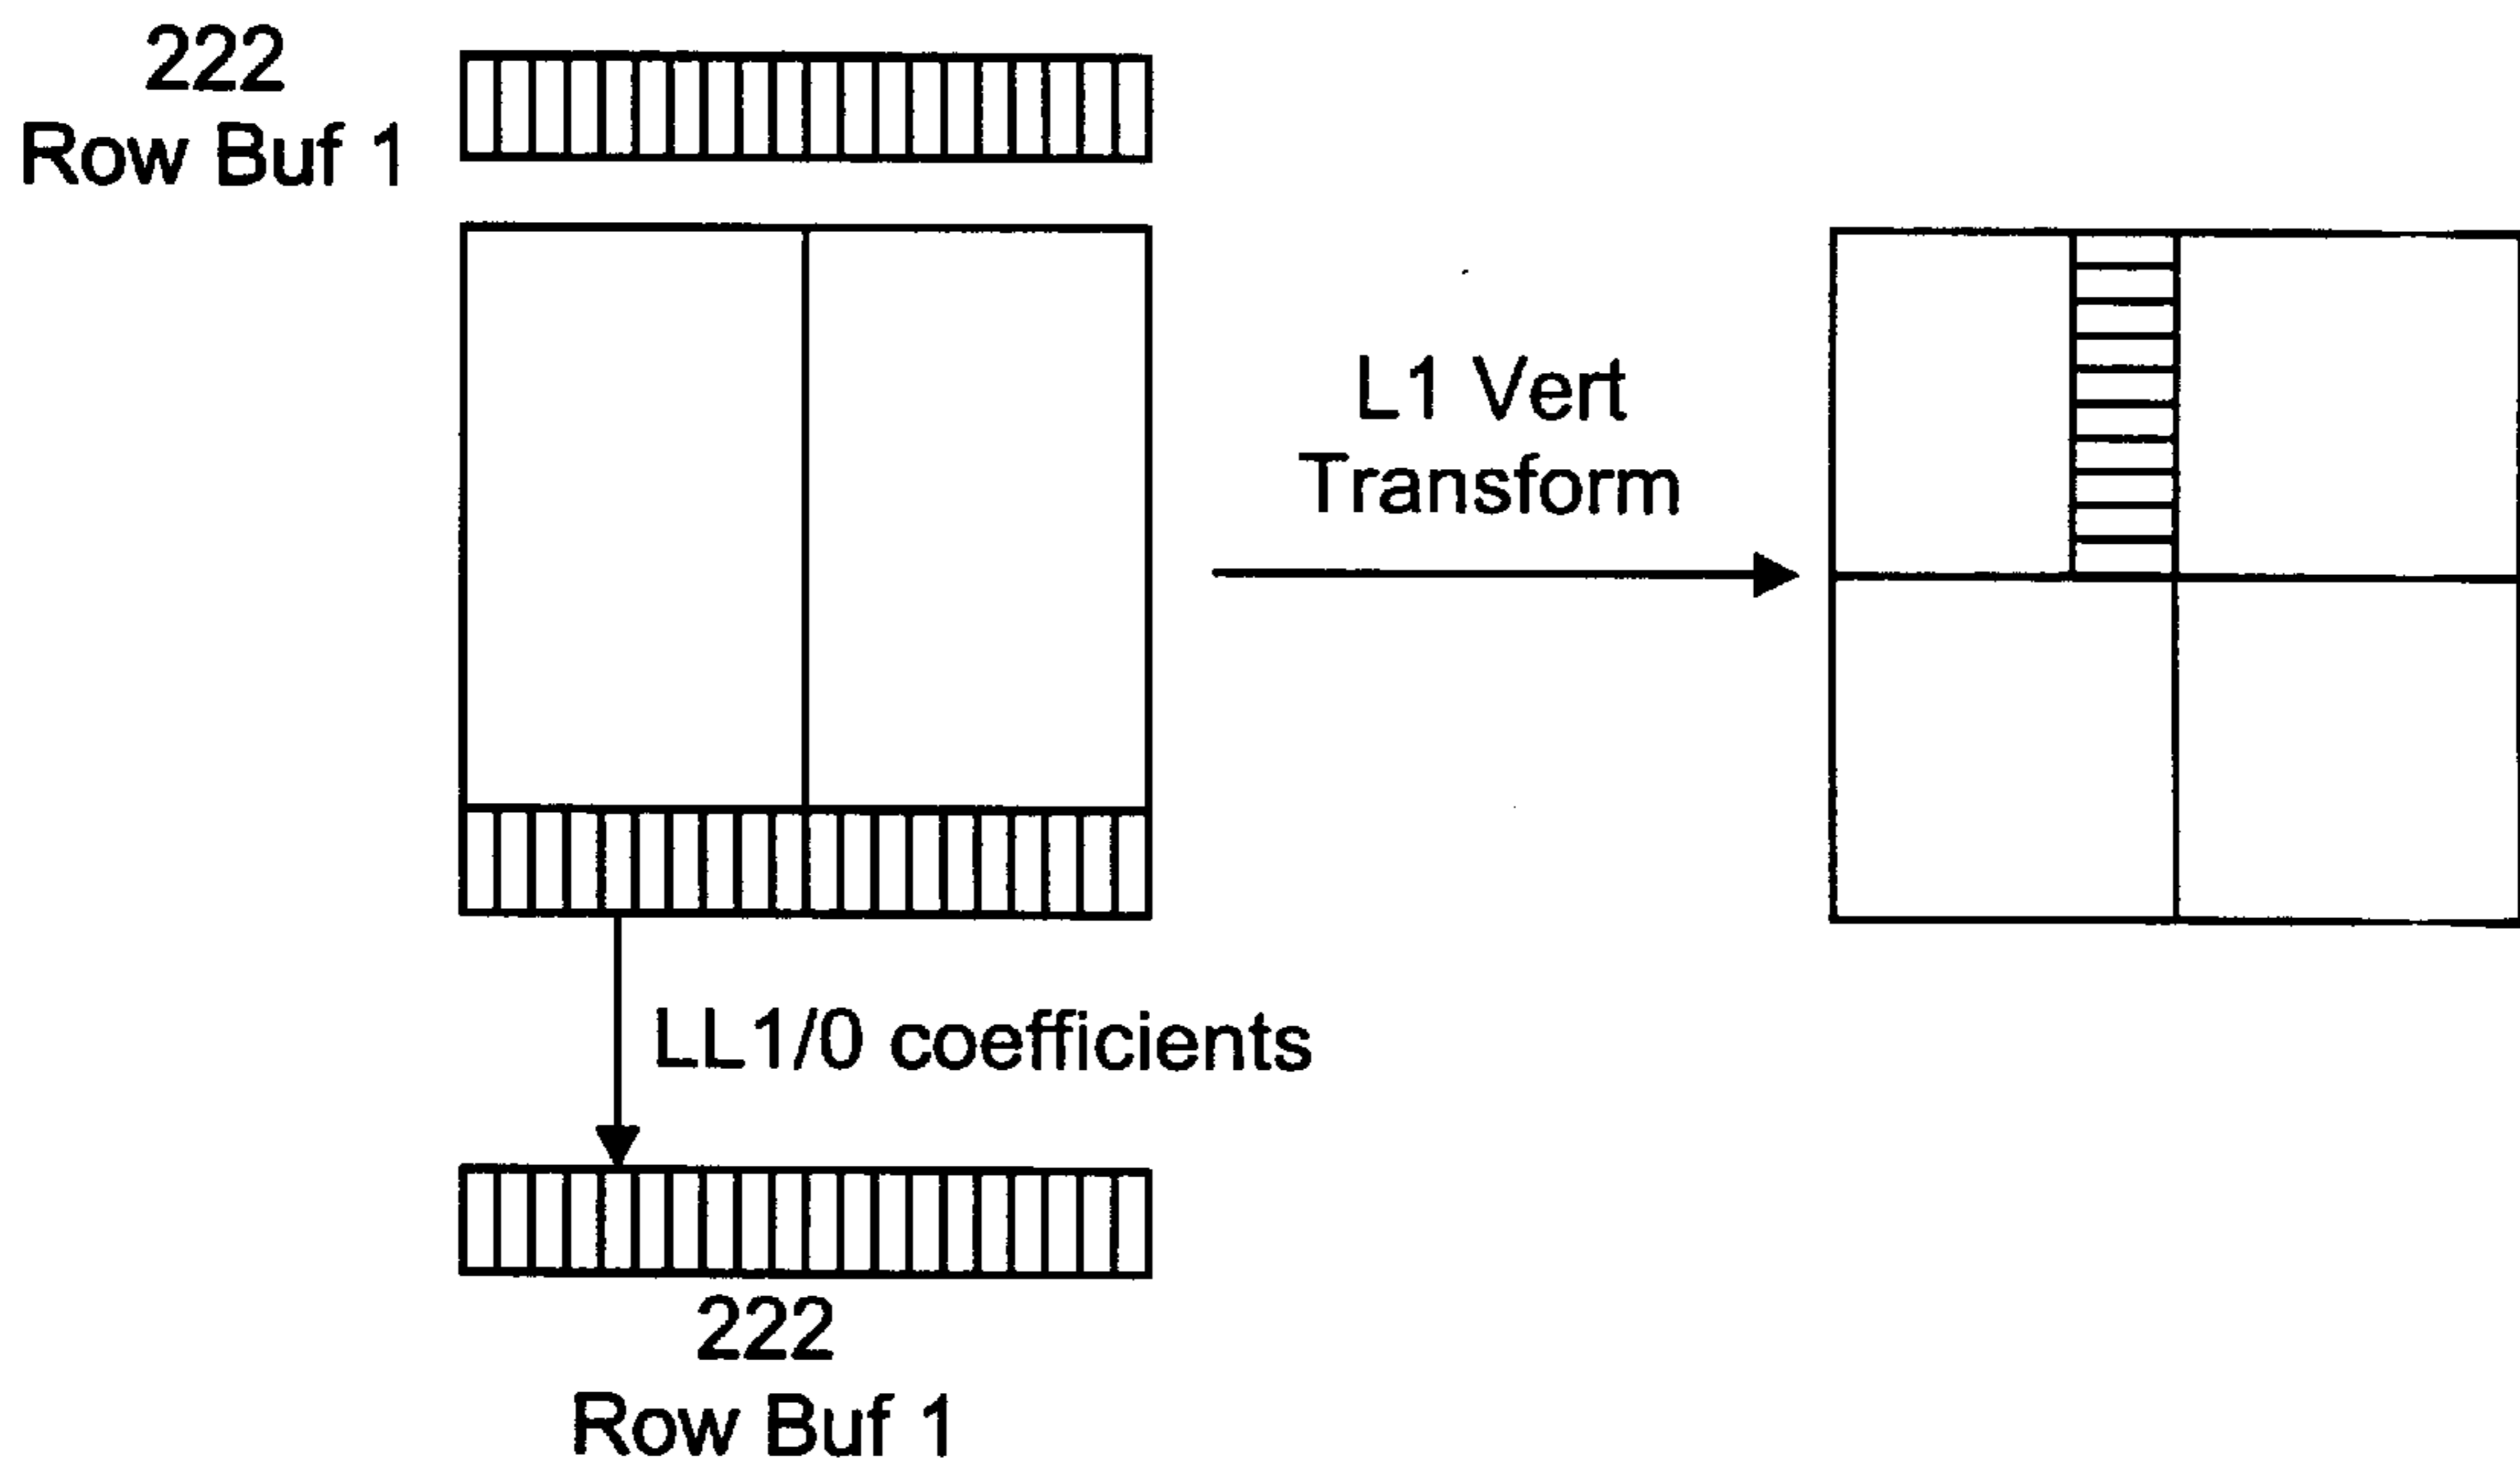 222
Row Buf 1
L1 Vert
Transform
LL1/0 coefficients
222
Row Buf 1